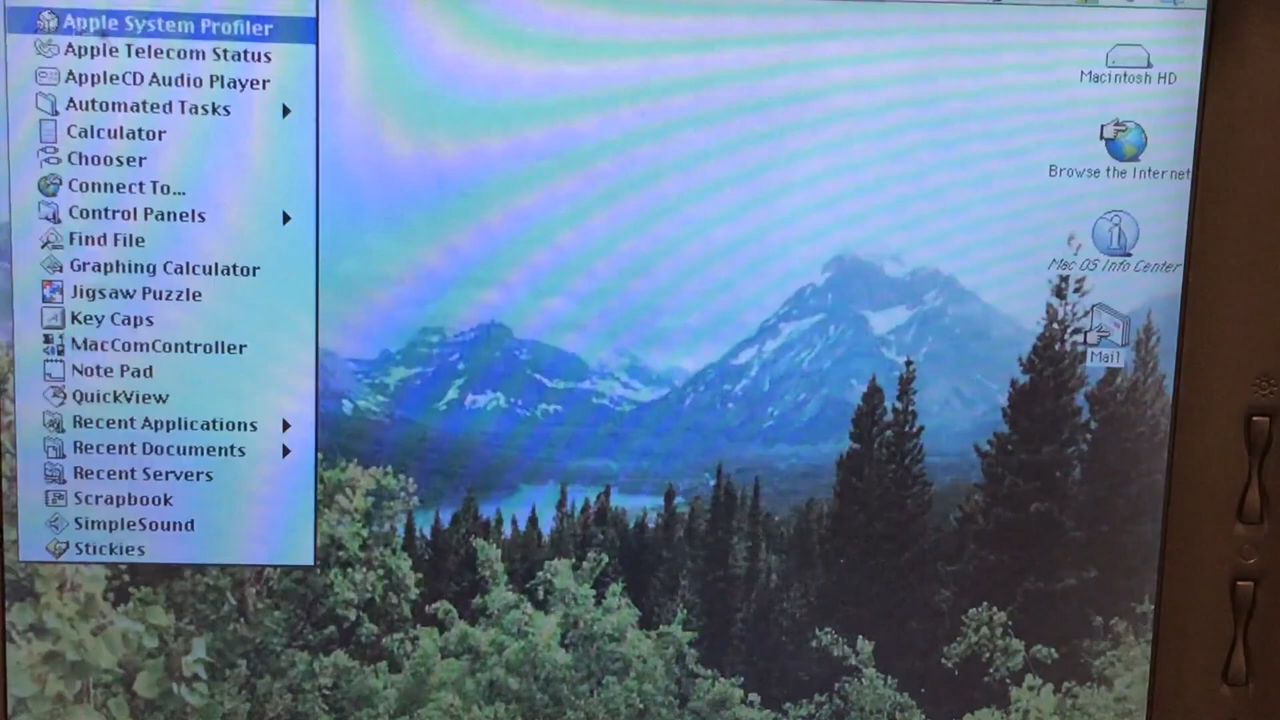 Apple System Profiler
Apple Telecom Status
AppleCD Audio Player
Automated Tasks
Calculator
Chooser
Connect To...
Control Panels
Find File
Graphing Calculator
Jigsaw Puzzle
Key Caps
MacComController
Note Pad
QuickView
Recent Applications
Recent Documents
Recent Servers
Scrapbook
SimpleSound
Stickies
Macintosh HD
Browse the Internet
Mac OS Info Center
Mail